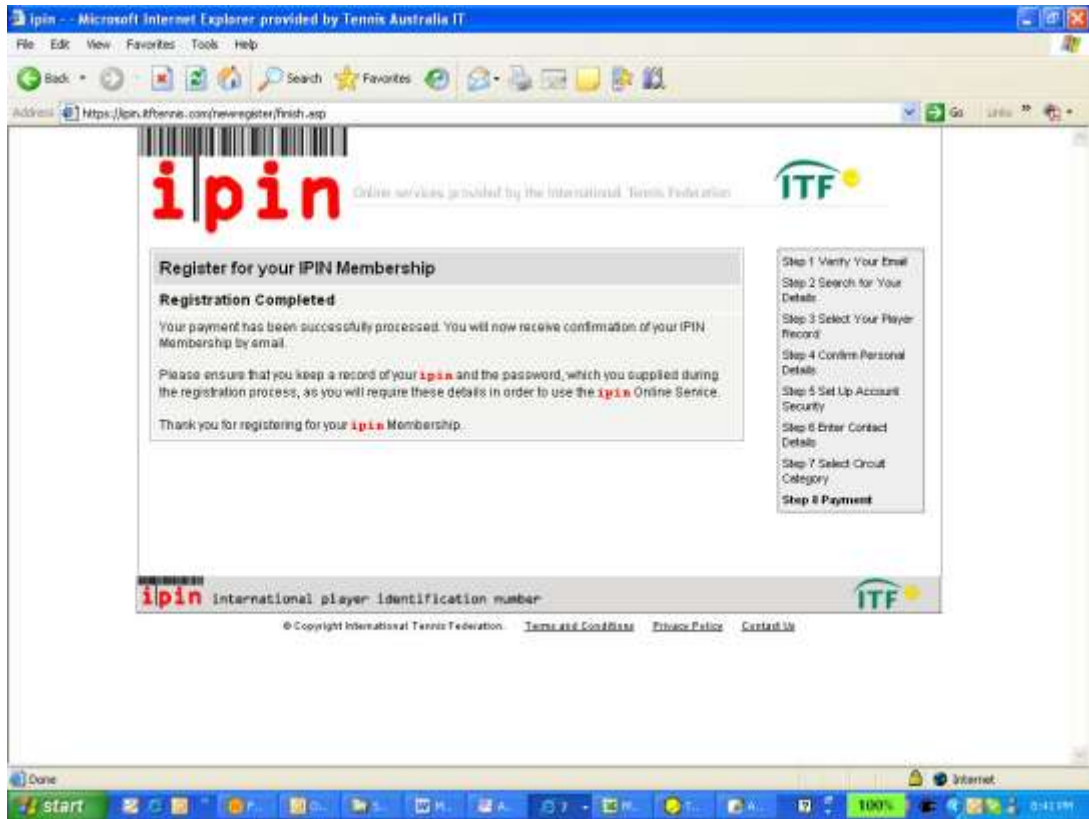 ipin - - Microsoft Internet Explorer provided by Tennis Australia IT
File Edit View Favorites Tools Help
Back Search Favorites
Address https://ipin.itftennis.com/newregister/finish.asp Go Links
ipin Online services provided by the International Tennis Federation ITF
Register for your IPIN Membership
Registration Completed
Your payment has been successfully processed. You will now receive confirmation of your IPIN
Membership by email.
Please ensure that you keep a record of your ipin and the password, which you supplied during
the registration process, as you will require these details in order to use the ipin Online Service.
Thank you for registering for your ipin Membership.
Step 1 Verify Your Email
Step 2 Search for Your
Details
Step 3 Select Your Player
Record
Step 4 Confirm Personal
Details
Step 5 Set Up Account
Security
Step 6 Enter Contact
Details
Step 7 Select Circuit
Category
Step 8 Payment
ipin international player identification number ITF
© Copyright International Tennis Federation. Terms and Conditions Privacy Policy Contact Us
Done Internet
start 100%